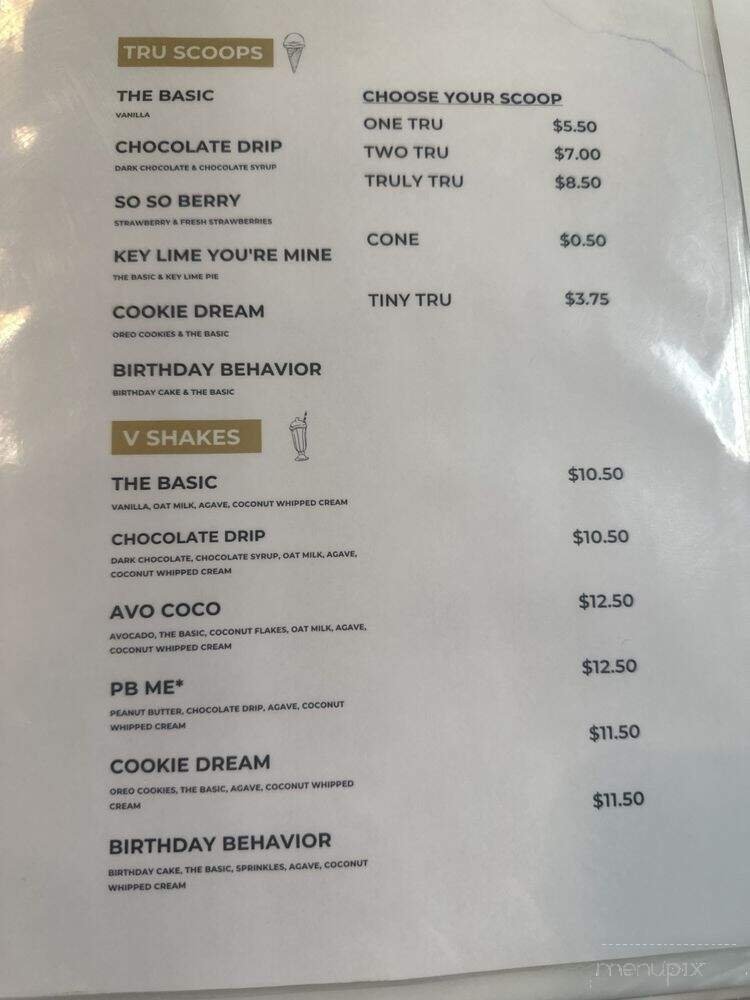 TRU SCOOPS
THE BASIC
VANILLA
CHOCOLATE DRIP
DARK CHOCOLATE & CHOCOLATE SYRUP
SO SO BERRY
STRAWBERRY & FRESH STRAWBERRIES
KEY LIME YOU'RE MINE
THE BASIC & KEY LIME PIE
COOKIE DREAM
OREO COOKIES & THE BASIC
BIRTHDAY BEHAVIOR
BIRTHDAY CAKE & THE BASIC
CHOOSE YOUR SCOOP
ONE TRU $5.50
TWO TRU $7.00
TRULY TRU $8.50
CONE $0.50
TINY TRU $3.75
V SHAKES
THE BASIC $10.50
VANILLA, OAT MILK, AGAVE, COCONUT WHIPPED CREAM
CHOCOLATE DRIP $10.50
DARK CHOCOLATE, CHOCOLATE SYRUP, OAT MILK, AGAVE,
COCONUT WHIPPED CREAM
AVO COCO $12.50
AVOCADO, THE BASIC, COCONUT FLAKES, OAT MILK, AGAVE,
COCONUT WHIPPED CREAM
PB ME* $12.50
PEANUT BUTTER, CHOCOLATE DRIP, AGAVE, COCONUT
WHIPPED CREAM
COOKIE DREAM $11.50
OREO COOKIES, THE BASIC, AGAVE, COCONUT WHIPPED
CREAM
BIRTHDAY BEHAVIOR $11.50
BIRTHDAY CAKE, THE BASIC, SPRINKLES, AGAVE, COCONUT
WHIPPED CREAM
menupix